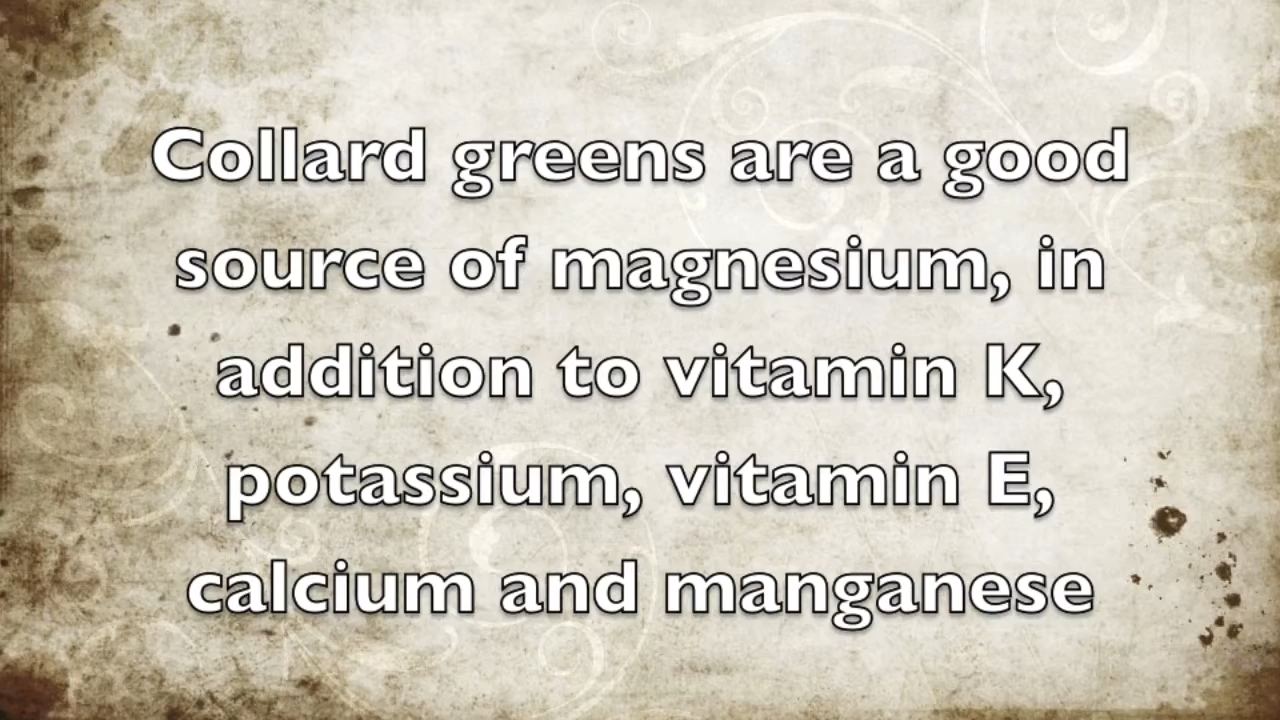 Collard greens are a good
source of magnesium, in
addition to vitamin K,
potassium, vitamin E,
calcium and manganese